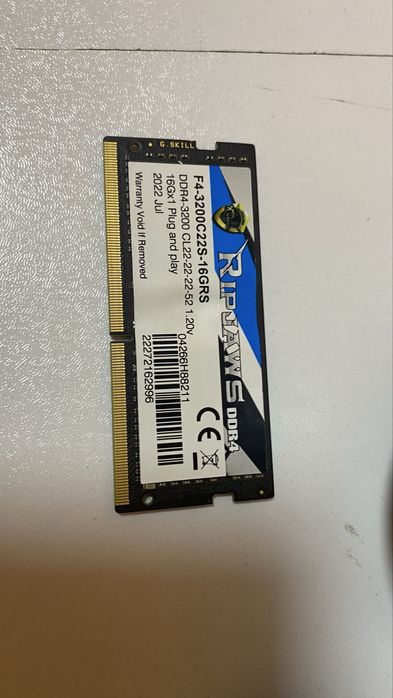 G.SKILL
RIPJAWS DDR4
F4-3200C22S-16GRS
DDR4-3200 CL22-22-22-52 1.20v
16Gx1 Plug and play
2022 Jul
Warranty Void If Removed
04266H88211
22272162996
CE